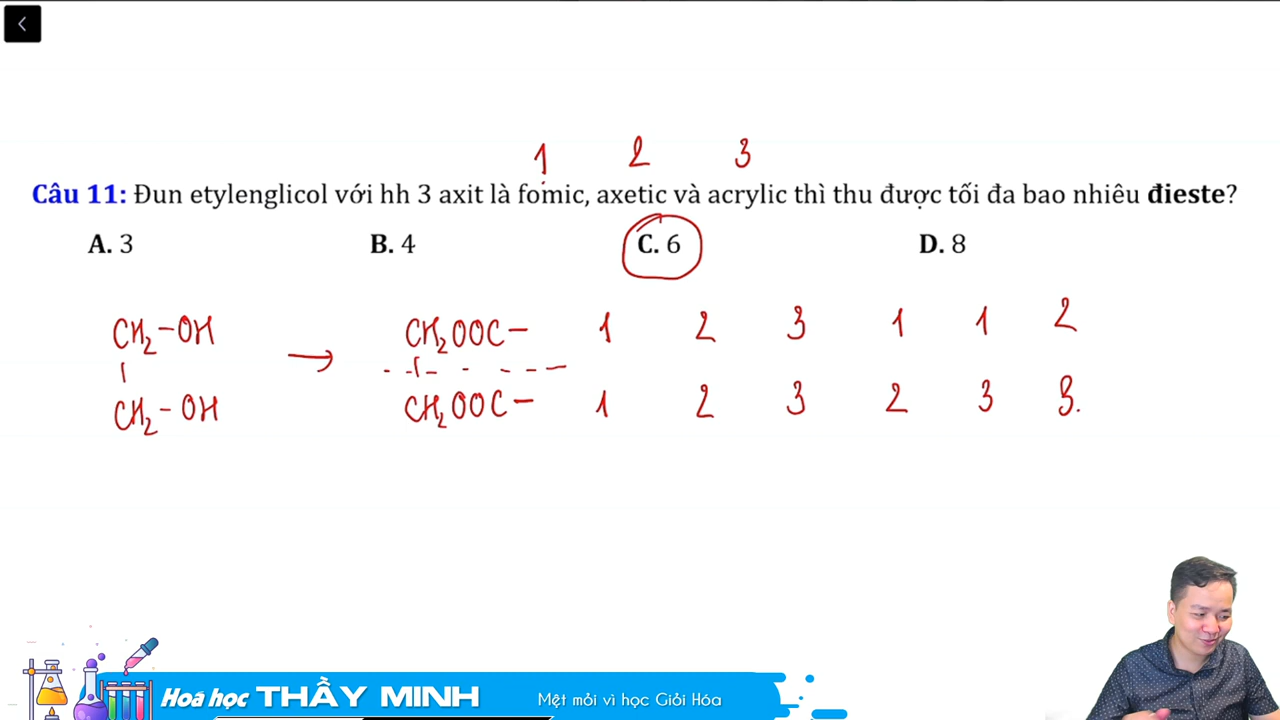 1 2 3
Câu 11: Đun etylenglicol với hh 3 axit là fomic, axetic và acrylic thì thu được tối đa bao nhiêu đieste?
A. 3 B. 4 C. 6 D. 8
CH2-OH → CH2OOC- 1 2 3 1 1 2
CH2-OH CH2OOC- 1 2 3 2 3 3.
Hoá học THẦY MINH Mệt mỏi vì học Giỏi Hóa